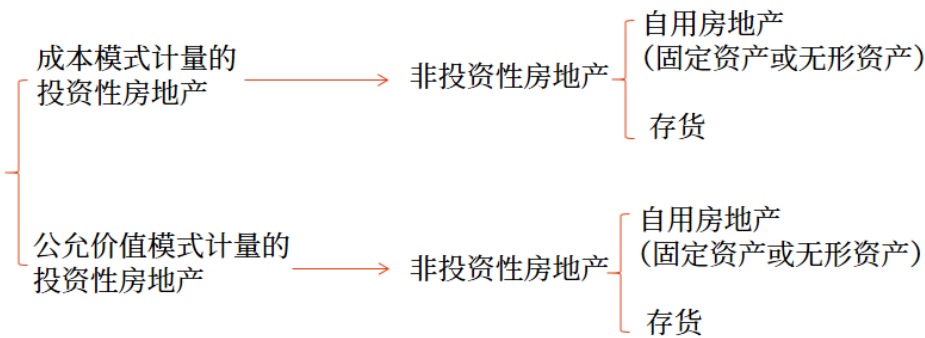 成本模式计量的
投资性房地产
非投资性房地产
自用房地产
（固定资产或无形资产）
存货
公允价值模式计量的
投资性房地产
非投资性房地产
自用房地产
（固定资产或无形资产）
存货